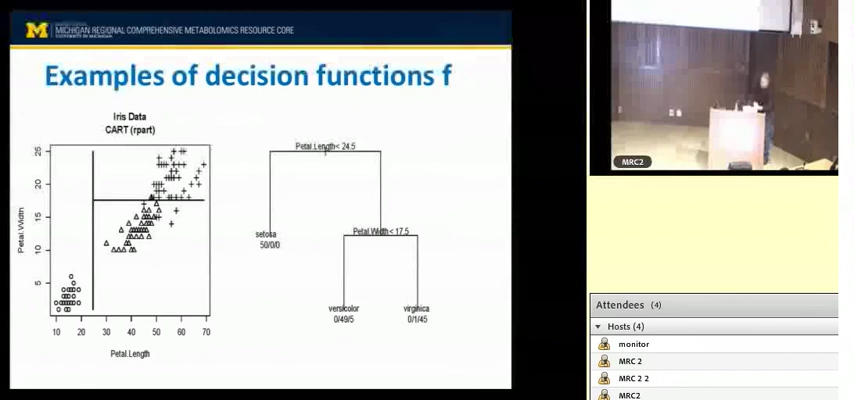 M MICHIGAN REGIONAL COMPREHENSIVE METABOLOMICS RESOURCE CORE
UNIVERSITY OF MICHIGAN
Examples of decision functions f
Iris Data
CART (rpart)
Petal.Width
25
20
15
10
5
10 20 30 40 50 60 70
Petal.Length
Petal.Length< 24.5
setosa
50/0/0
Petal.Width< 17.5
versicolor
0/49/5
virginica
0/1/45
MRC2
Attendees (4)
Hosts (4)
monitor
MRC 2
MRC 2 2
MRC2